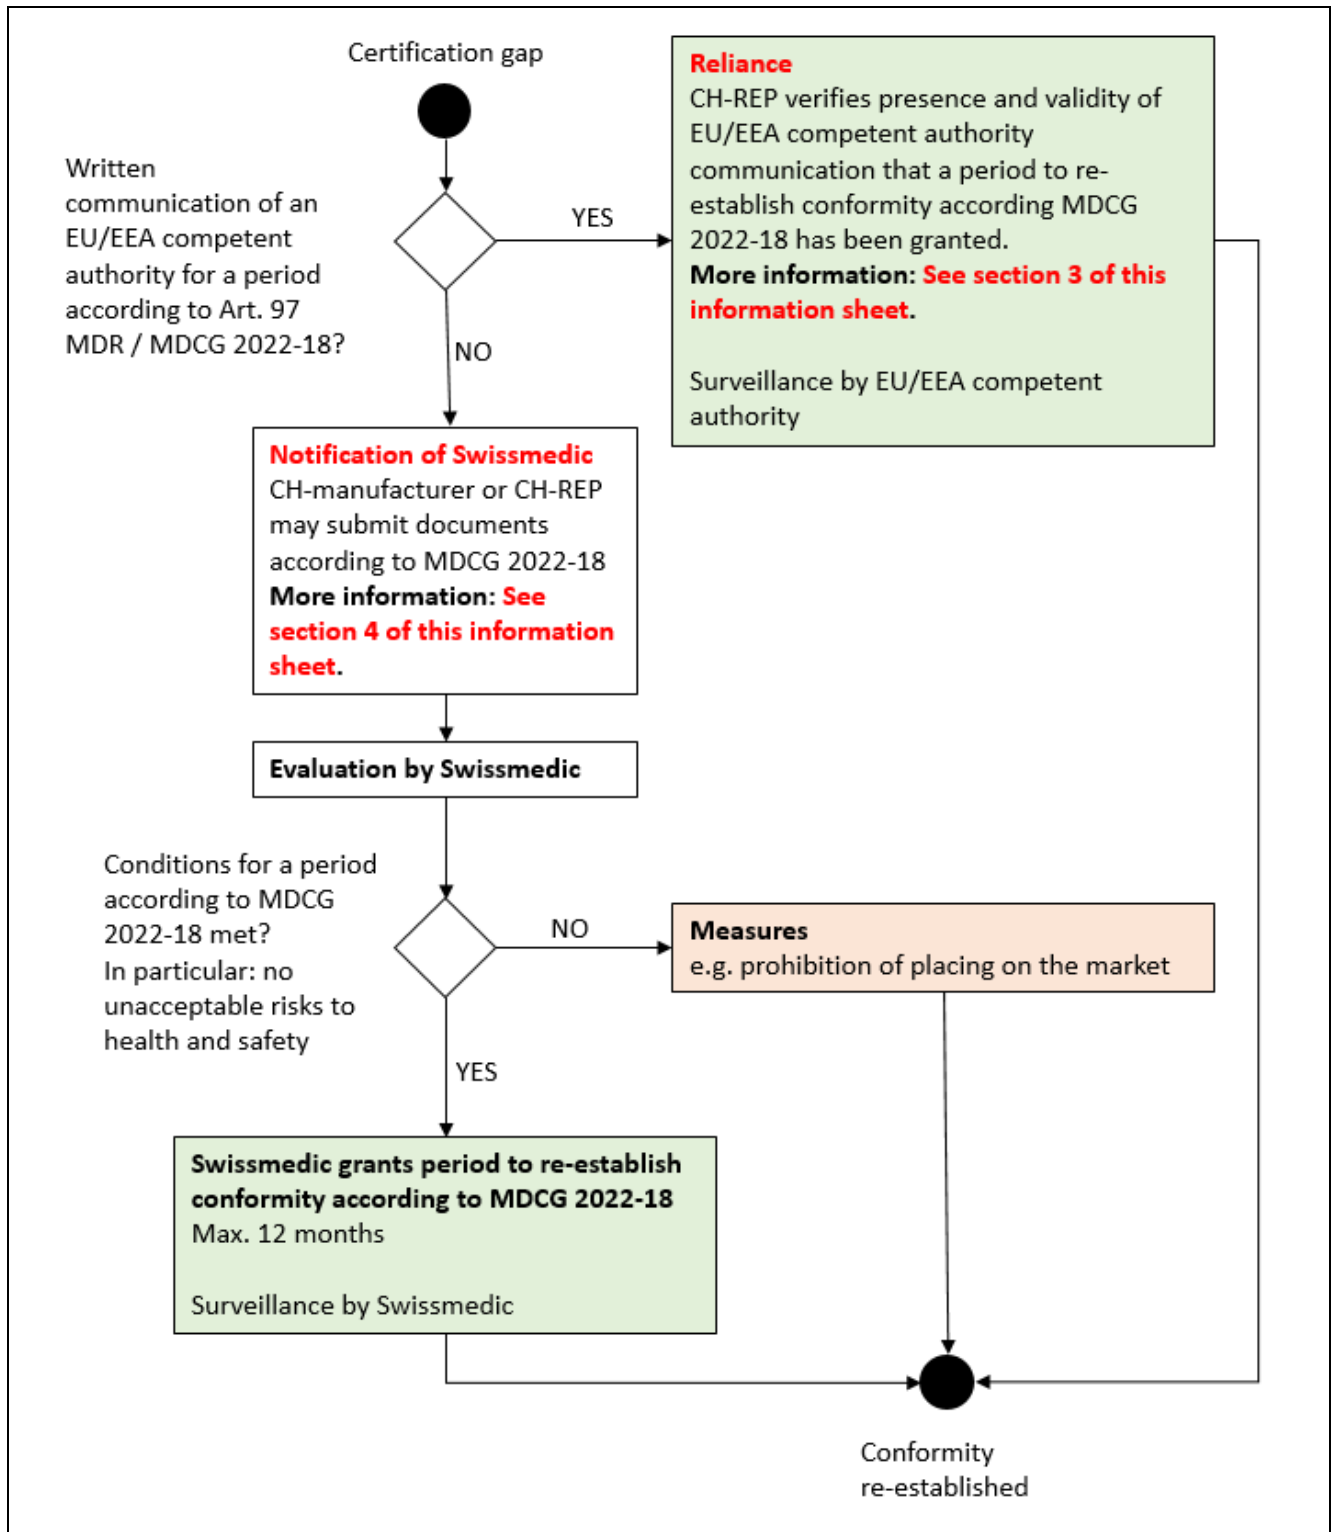 Certification gap
Written
communication of an
EU/EEA competent
authority for a period
according to Art. 97
MDR / MDCG 2022-18?
YES
Reliance
CH-REP verifies presence and validity of
EU/EEA competent authority
communication that a period to re-
establish conformity according MDCG
2022-18 has been granted.
More information: See section 3 of this
information sheet.
Surveillance by EU/EEA competent
authority
NO
Notification of Swissmedic
CH-manufacturer or CH-REP
may submit documents
according to MDCG 2022-18
More information: See
section 4 of this information
sheet.
Evaluation by Swissmedic
Conditions for a period
according to MDCG
2022-18 met?
In particular: no
unacceptable risks to
health and safety
NO
Measures
e.g. prohibition of placing on the market
YES
Swissmedic grants period to re-establish
conformity according to MDCG 2022-18
Max. 12 months
Surveillance by Swissmedic
Conformity
re-established